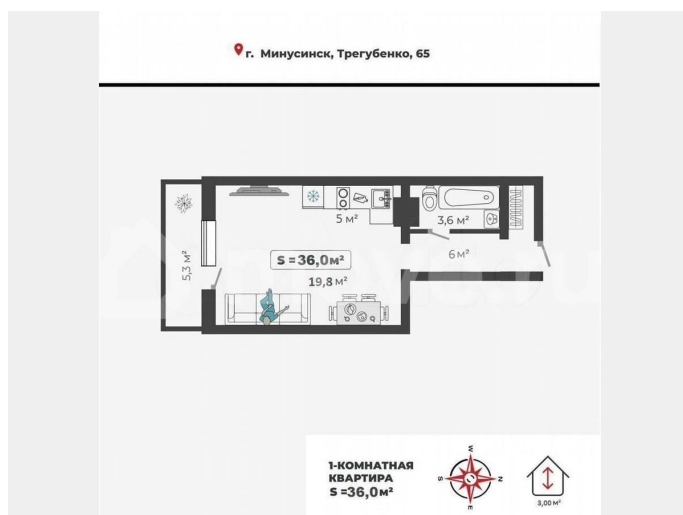 г. Минусинск, Трегубенко, 65
5 м²
3,6 м²
5,3 м²
S = 36,0м²
6 м²
19,8 м²
1-КОМНАТНАЯ
КВАРТИРА
S =36,0м²
W
S
N
E
3,00 м²